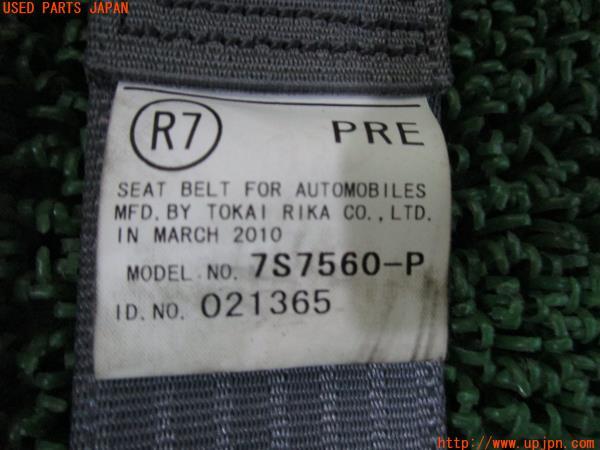 USED PARTS JAPAN
R7 PRE
SEAT BELT FOR AUTOMOBILES
MFD. BY TOKAI RIKA CO., LTD.
IN MARCH 2010
MODEL. NO. 7S7560-P
I D. NO. 021365
http://www.upjpn.com/